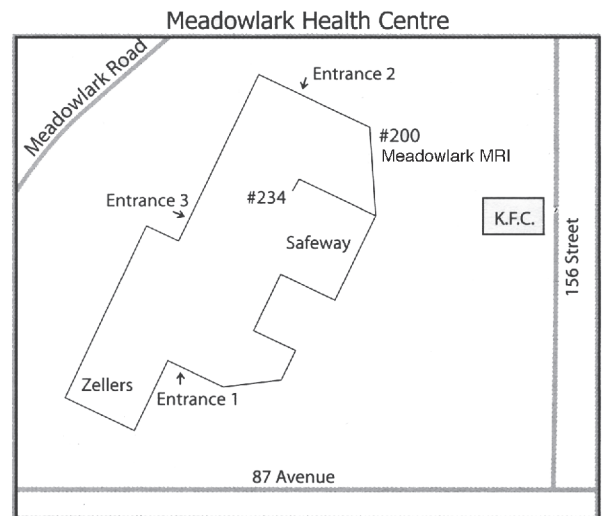 Meadowlark Health Centre
Meadowlark Road
Entrance 2
#200
Meadowlark MRI
Entrance 3
#234
K.F.C.
Safeway
156 Street
Zellers
Entrance 1
87 Avenue